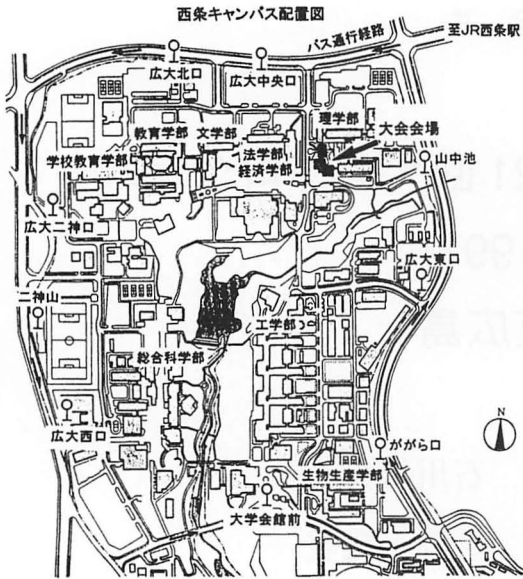 西条キャンパス配置図
バス通行経路
至JR西条駅
広大北口
広大中央口
教育学部
文学部
理学部
大会会場
学校教育学部
法学部
経済学部
山中池
広大二神口
広大東口
二神山
工学部
総合科学部
広大西口
ががら口
生物生産学部
大学会館前
N